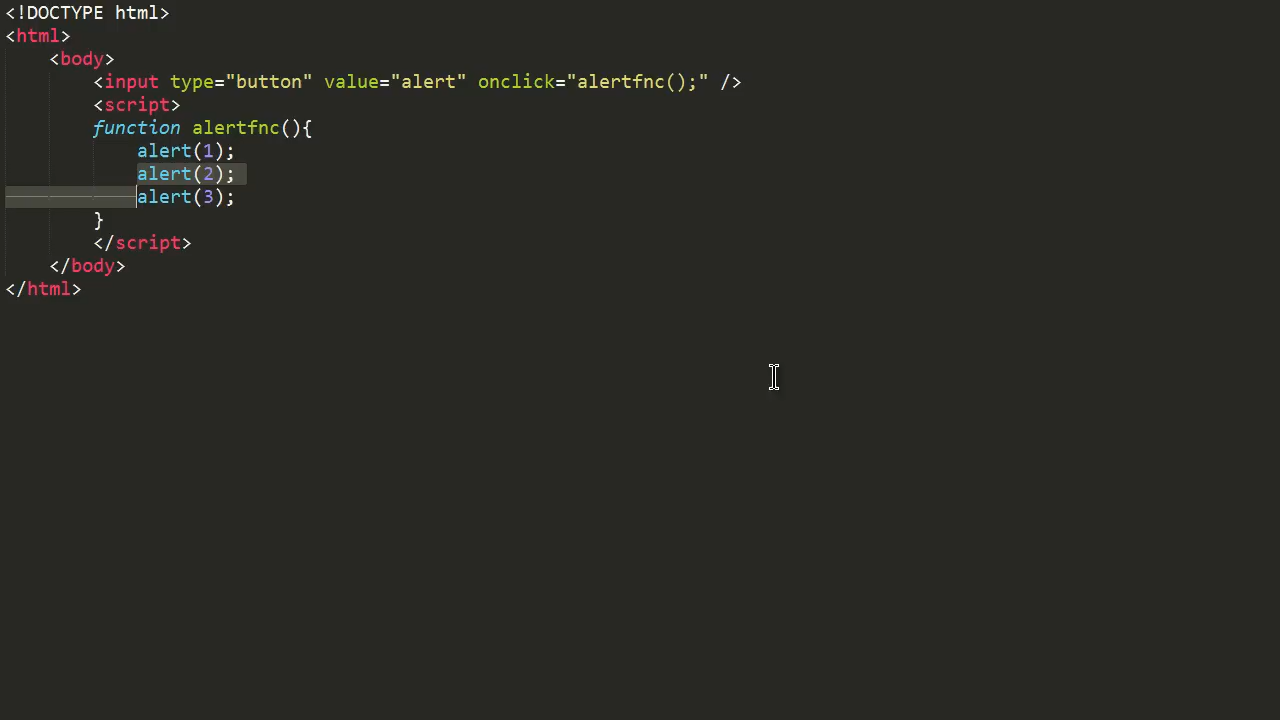 <!DOCTYPE html>
<html>
    <body>
        <input type="button" value="alert" onclick="alertfnc();" />
        <script>
        function alertfnc(){
            alert(1);
            alert(2);
            alert(3);
        }
        </script>
    </body>
</html>